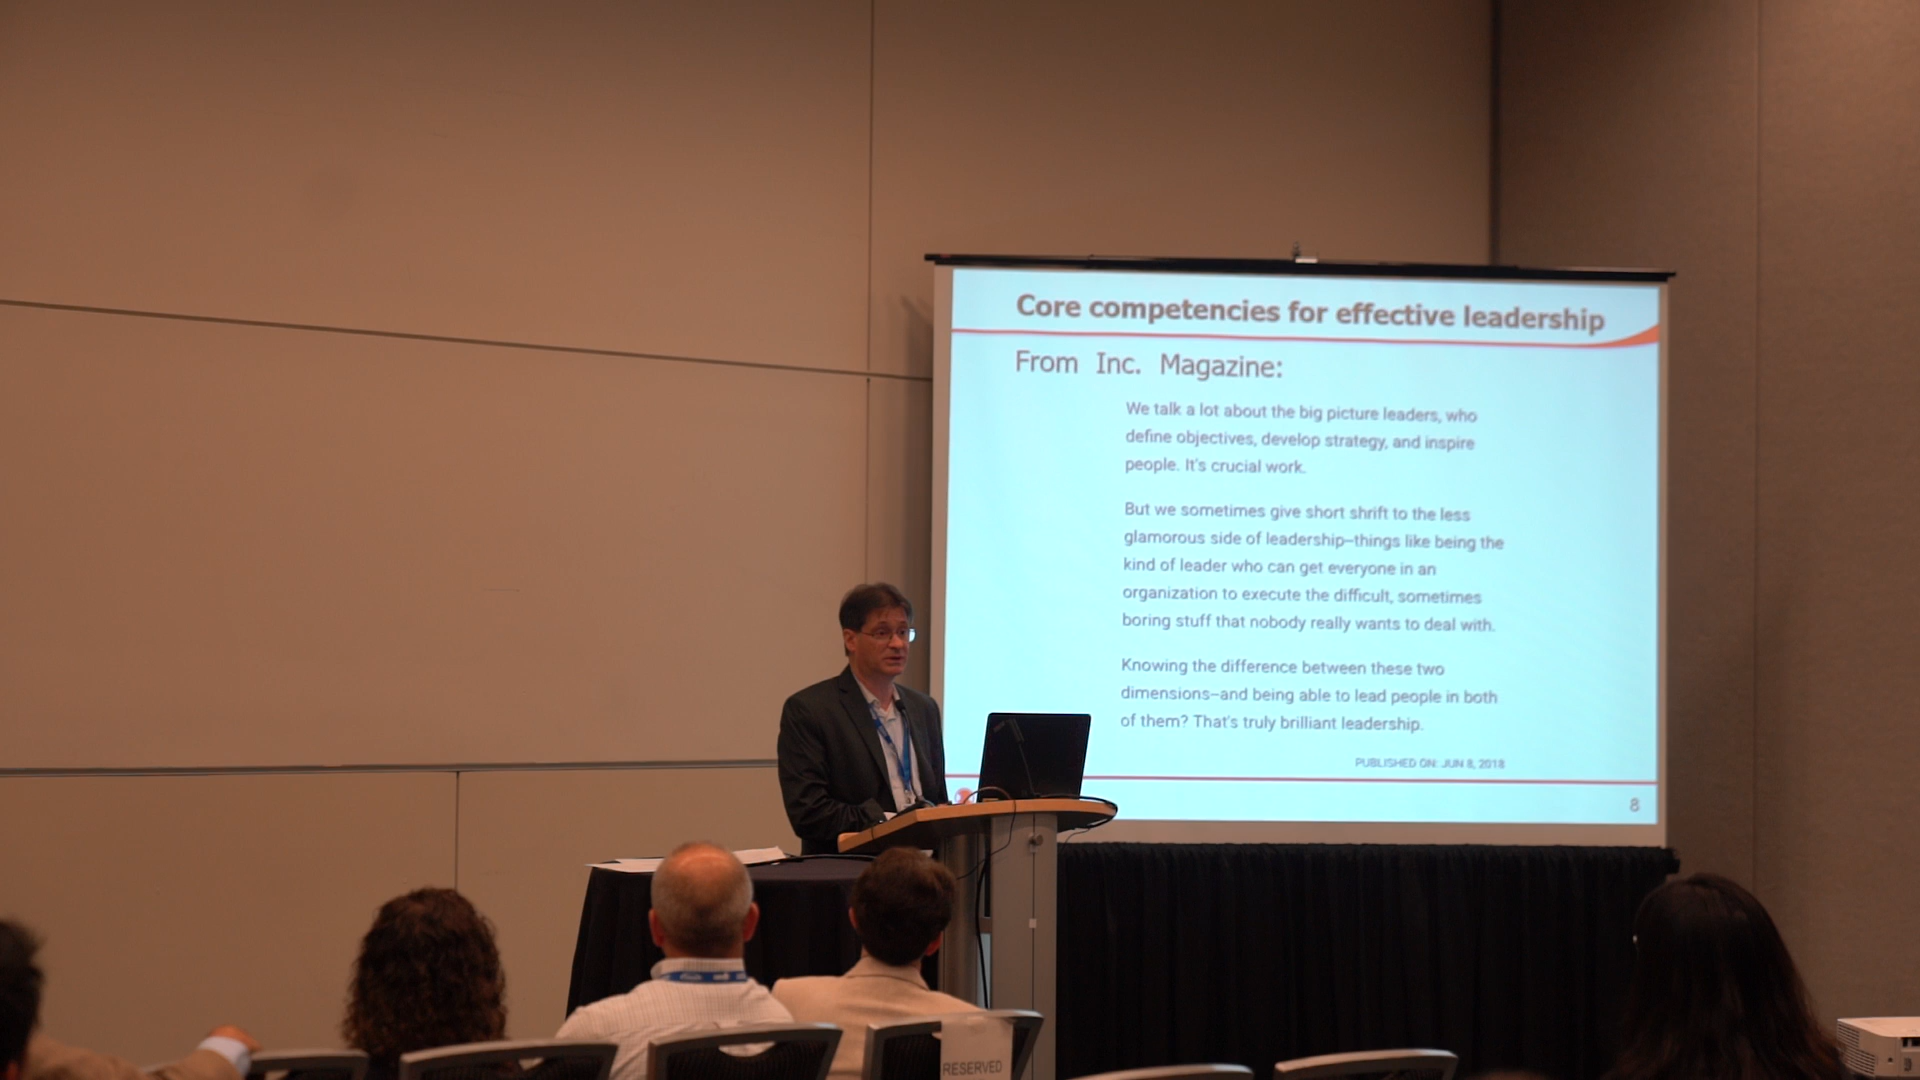 Core competencies for effective leadership
From Inc. Magazine:
We talk a lot about the big picture leaders, who
define objectives, develop strategy, and inspire
people. It's crucial work.
But we sometimes give short shrift to the less
glamorous side of leadership–things like being the
kind of leader who can get everyone in an
organization to execute the difficult, sometimes
boring stuff that nobody really wants to deal with.
Knowing the difference between these two
dimensions–and being able to lead people in both
of them? That's truly brilliant leadership.
PUBLISHED ON: JUN 8, 2018
8
RESERVED